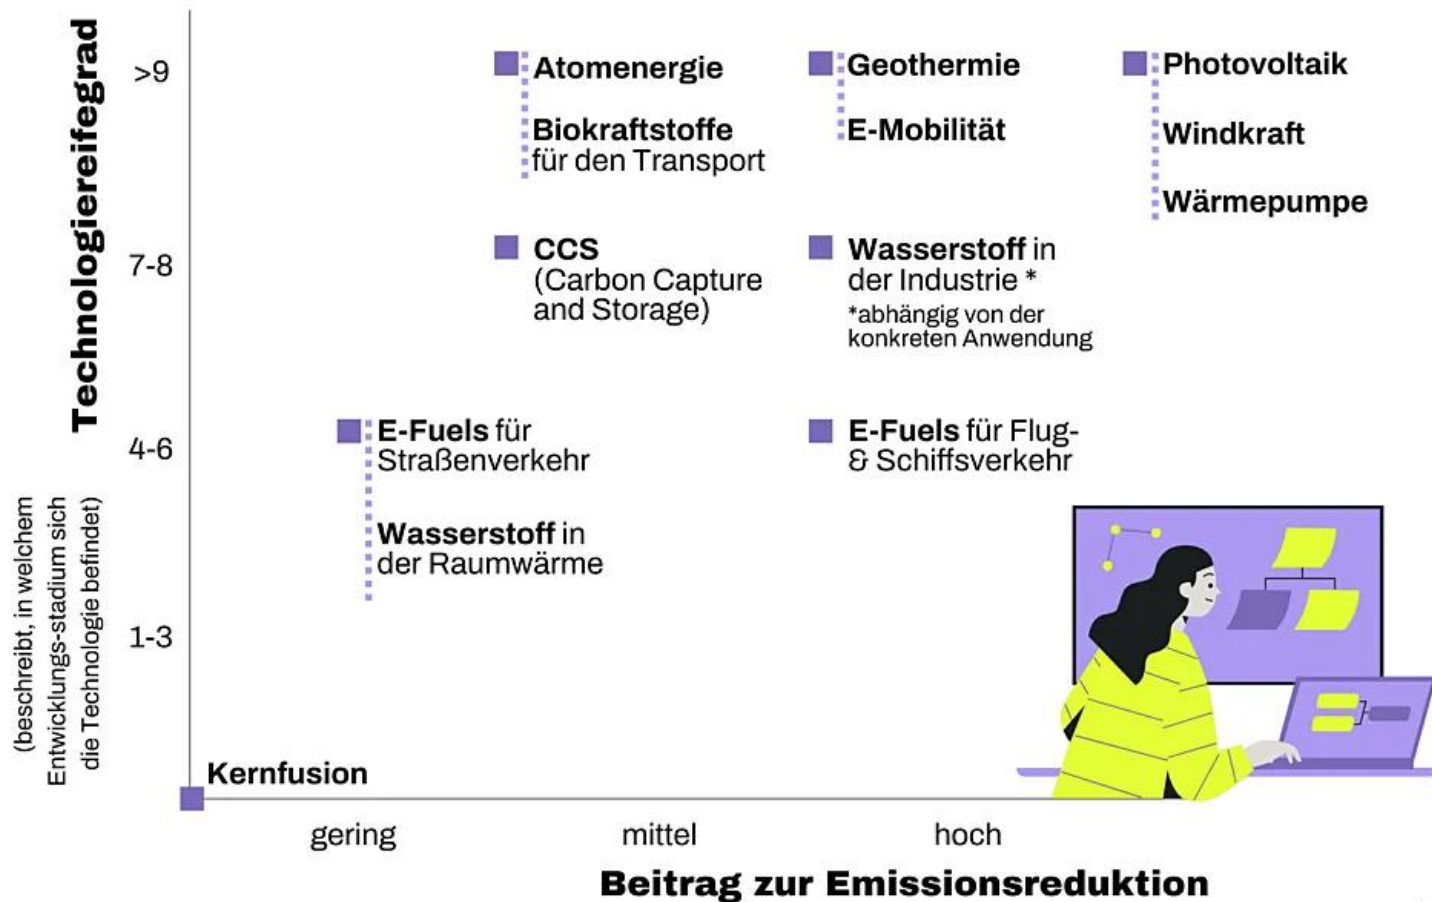 Technologiereifegrad
(beschreibt, in welchem
Entwicklungs-stadium sich
die Technologie befindet)
>9
7-8
4-6
1-3
Atomenergie
Biokraftstoffe
für den Transport
Geothermie
E-Mobilität
Photovoltaik
Windkraft
Wärmepumpe
CCS
(Carbon Capture
and Storage)
Wasserstoff in
der Industrie *
*abhängig von der
konkreten Anwendung
E-Fuels für
Straßenverkehr
Wasserstoff in
der Raumwärme
E-Fuels für Flug-
& Schiffsverkehr
Kernfusion
gering
mittel
hoch
Beitrag zur Emissionsreduktion